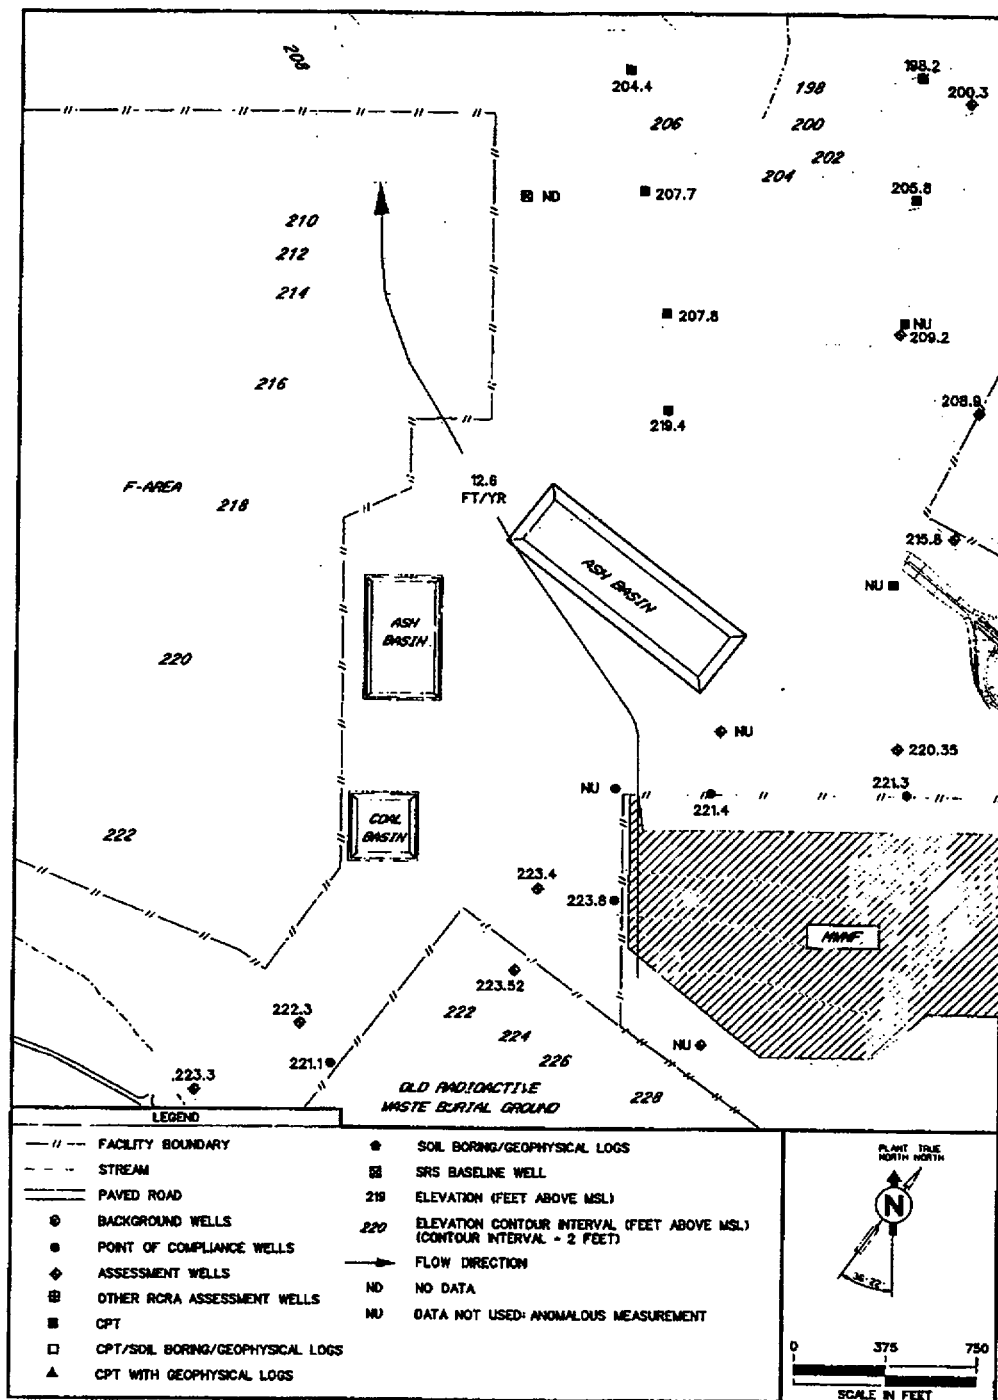 208
204.4
198.2
198
200.3
206
200
202
204
205.8
ND
207.7
210
212
214
207.8
NU
209.2
216
208.9
219.4
12.6
FT/YR
F-AREA
218
215.8
ASH BASIN
NU
ASH
BASIN
220
NU
220.35
NU
221.3
221.4
COAL
BASIN
222
223.4
223.8
MWMF
223.52
222.3
222
224
NU
226
221.1
223.3
228
OLD RADIOACTIVE
WASTE BURIAL GROUND
LEGEND
FACILITY BOUNDARY
STREAM
PAVED ROAD
BACKGROUND WELLS
POINT OF COMPLIANCE WELLS
ASSESSMENT WELLS
OTHER RCRA ASSESSMENT WELLS
CPT
CPT/SOIL BORING/GEOPHYSICAL LOGS
CPT WITH GEOPHYSICAL LOGS
SOIL BORING/GEOPHYSICAL LOGS
SRS BASELINE WELL
219 ELEVATION (FEET ABOVE MSL)
220 ELEVATION CONTOUR INTERVAL (FEET ABOVE MSL)
(CONTOUR INTERVAL - 2 FEET)
FLOW DIRECTION
ND NO DATA
NU DATA NOT USED: ANOMALOUS MEASUREMENT
PLANT TRUE
NORTH NORTH
N
0 375 750
SCALE IN FEET